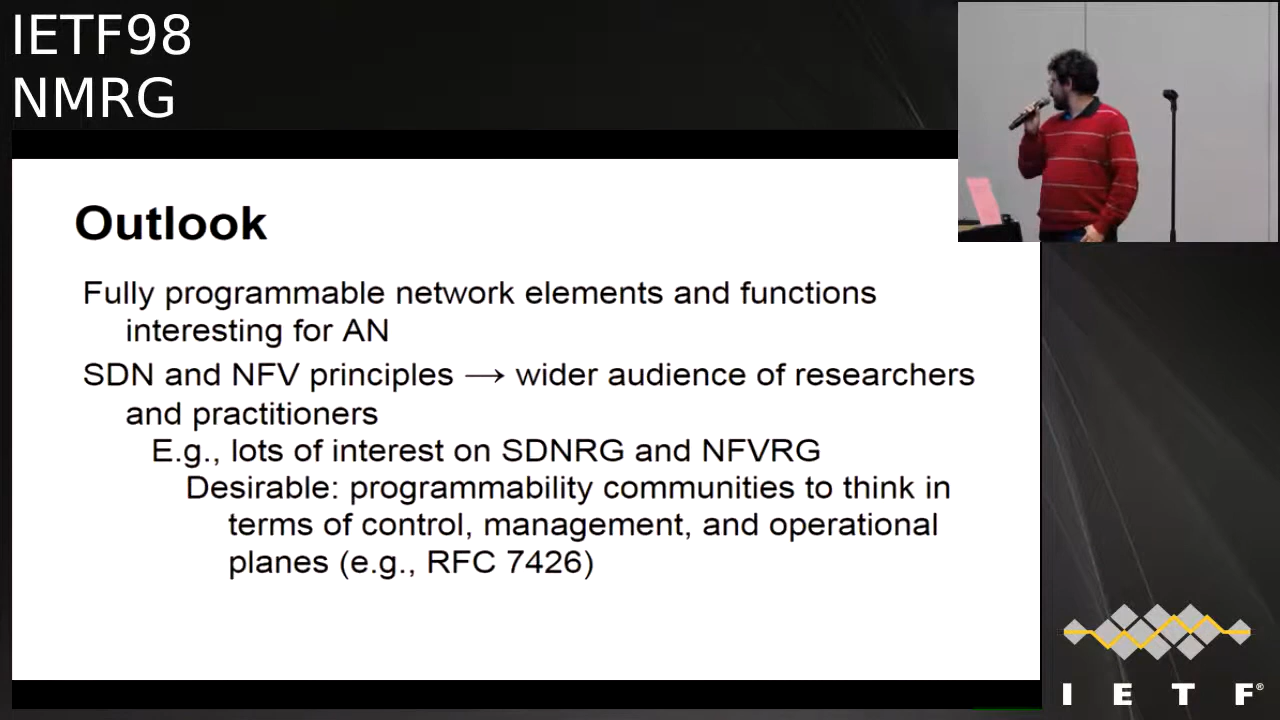 IETF98
NMRG
Outlook
Fully programmable network elements and functions
interesting for AN
SDN and NFV principles ⟶ wider audience of researchers
and practitioners
E.g., lots of interest on SDNRG and NFVRG
Desirable: programmability communities to think in
terms of control, management, and operational
planes (e.g., RFC 7426)
I E T F®